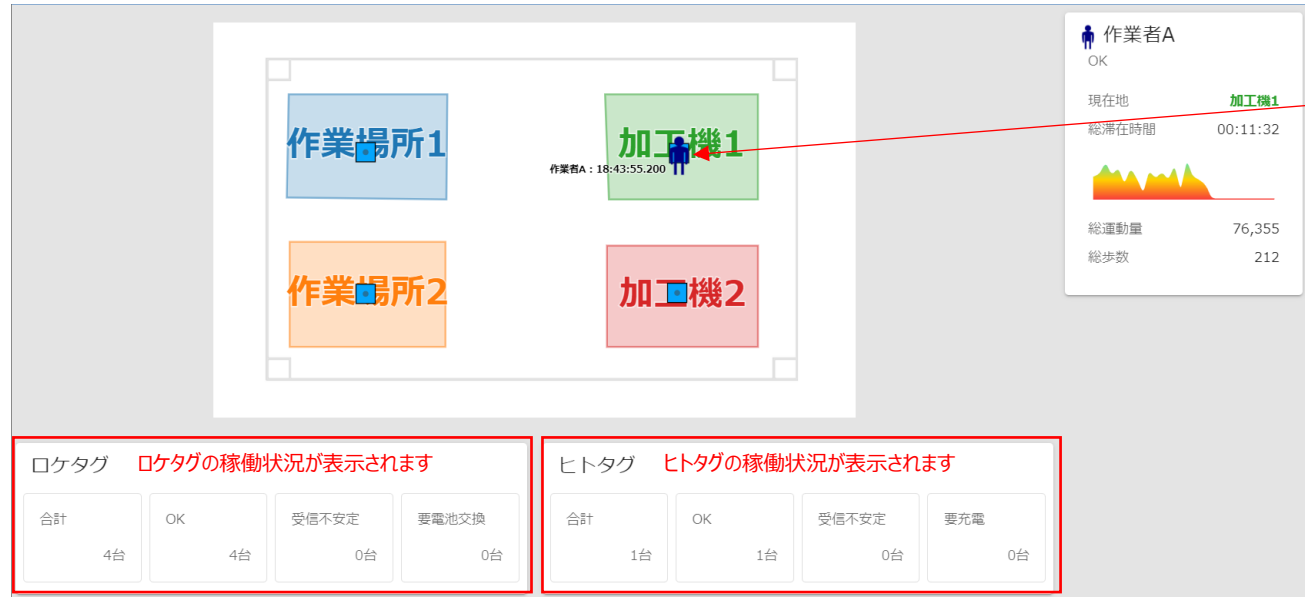 作業者A
OK
現在地 加工機1
総滞在時間 00:11:32
総運動量 76,355
総歩数 212
作業場所1
加工機1
作業者A：18:43:55.200
作業場所2
加工機2
ロケタグ ロケタグの稼働状況が表示されます
合計 OK 受信不安定 要電池交換
4台 4台 0台 0台
ヒトタグ ヒトタグの稼働状況が表示されます
合計 OK 受信不安定 要充電
1台 1台 0台 0台